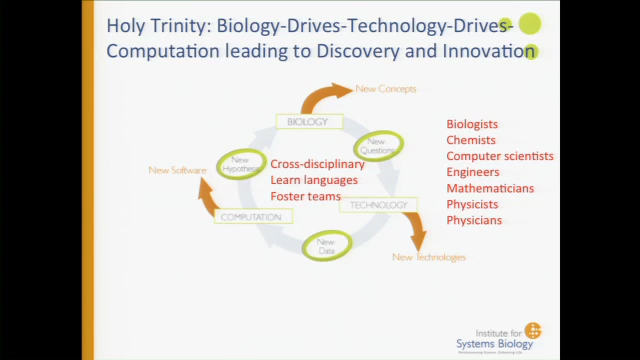 Holy Trinity: Biology-Drives-Technology-Drives-
Computation leading to Discovery and Innovation
New Concepts
BIOLOGY
New
Questions
New
Hypothesis
New Software
Cross-disciplinary
Learn languages
Foster teams
TECHNOLOGY
COMPUTATION
New
Data
New Technologies
Biologists
Chemists
Computer scientists
Engineers
Mathematicians
Physicists
Physicians
Institute for
Systems Biology